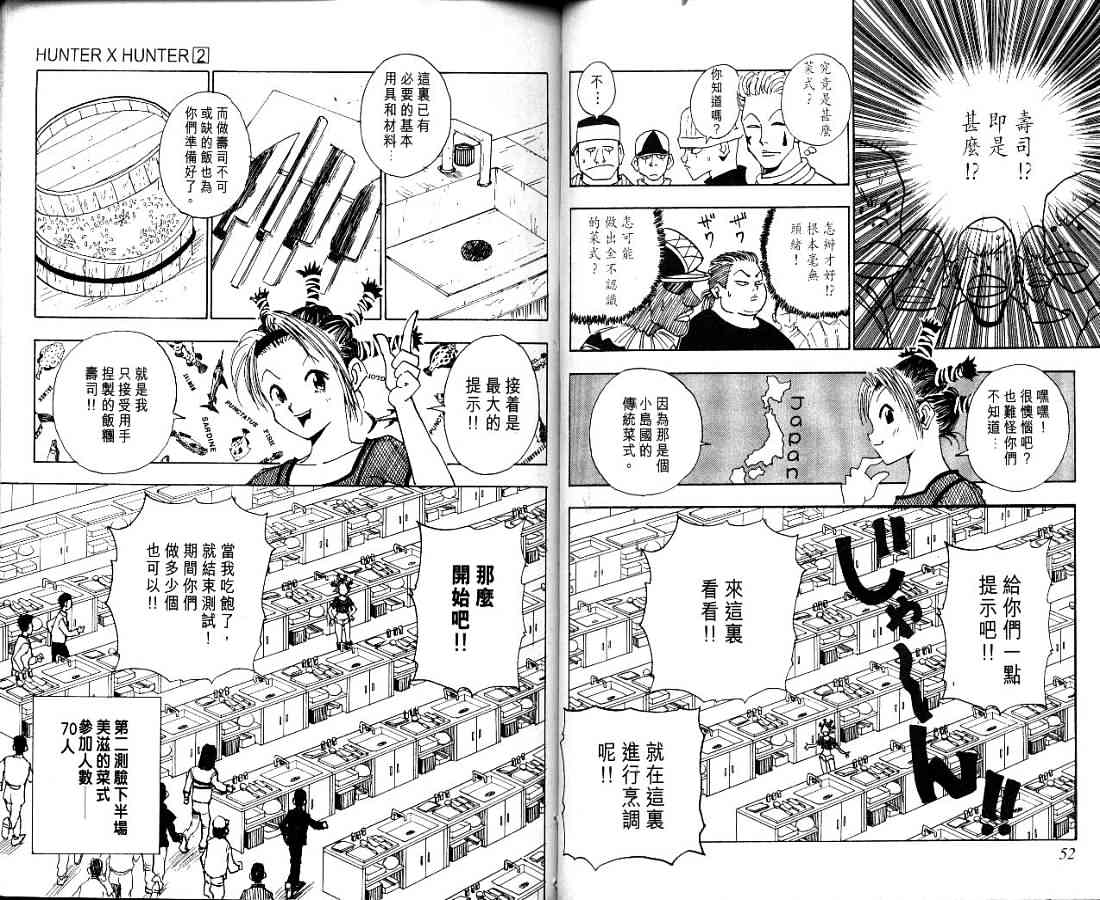 壽司!?
即是
甚麼!?
究竟是甚麼
菜式?
你知道嗎?
不…
怎辦才好!?
根本毫無
頭緒!
ザワ
ザワ
怎可能
做出全不認識
的菜式?
嘿嘿!
很懊惱吧?
也難怪你們
不知道…
Japan
因為那是個
小島國的
傳統菜式。
給你們一點
提示吧!!
じゃーん!!
來這裏
看看!!
就在這裏
進行烹調
呢!!
52
HUNTER X HUNTER 2
這裏已有
必要的基本
用具和材料…
而做壽司不可
或缺的飯也為
你們準備好了。
接着是
最大的
提示!!
就是我
只接受用手
捏製的飯糰
壽司!!
SARDINE
PUNCTATUS
那麼
開始吧!!
當我吃飽了，
就結束測試!
期間你們
做多少個
也可以!!
第二測驗下半場
美滋的菜式
參加人數——
70人